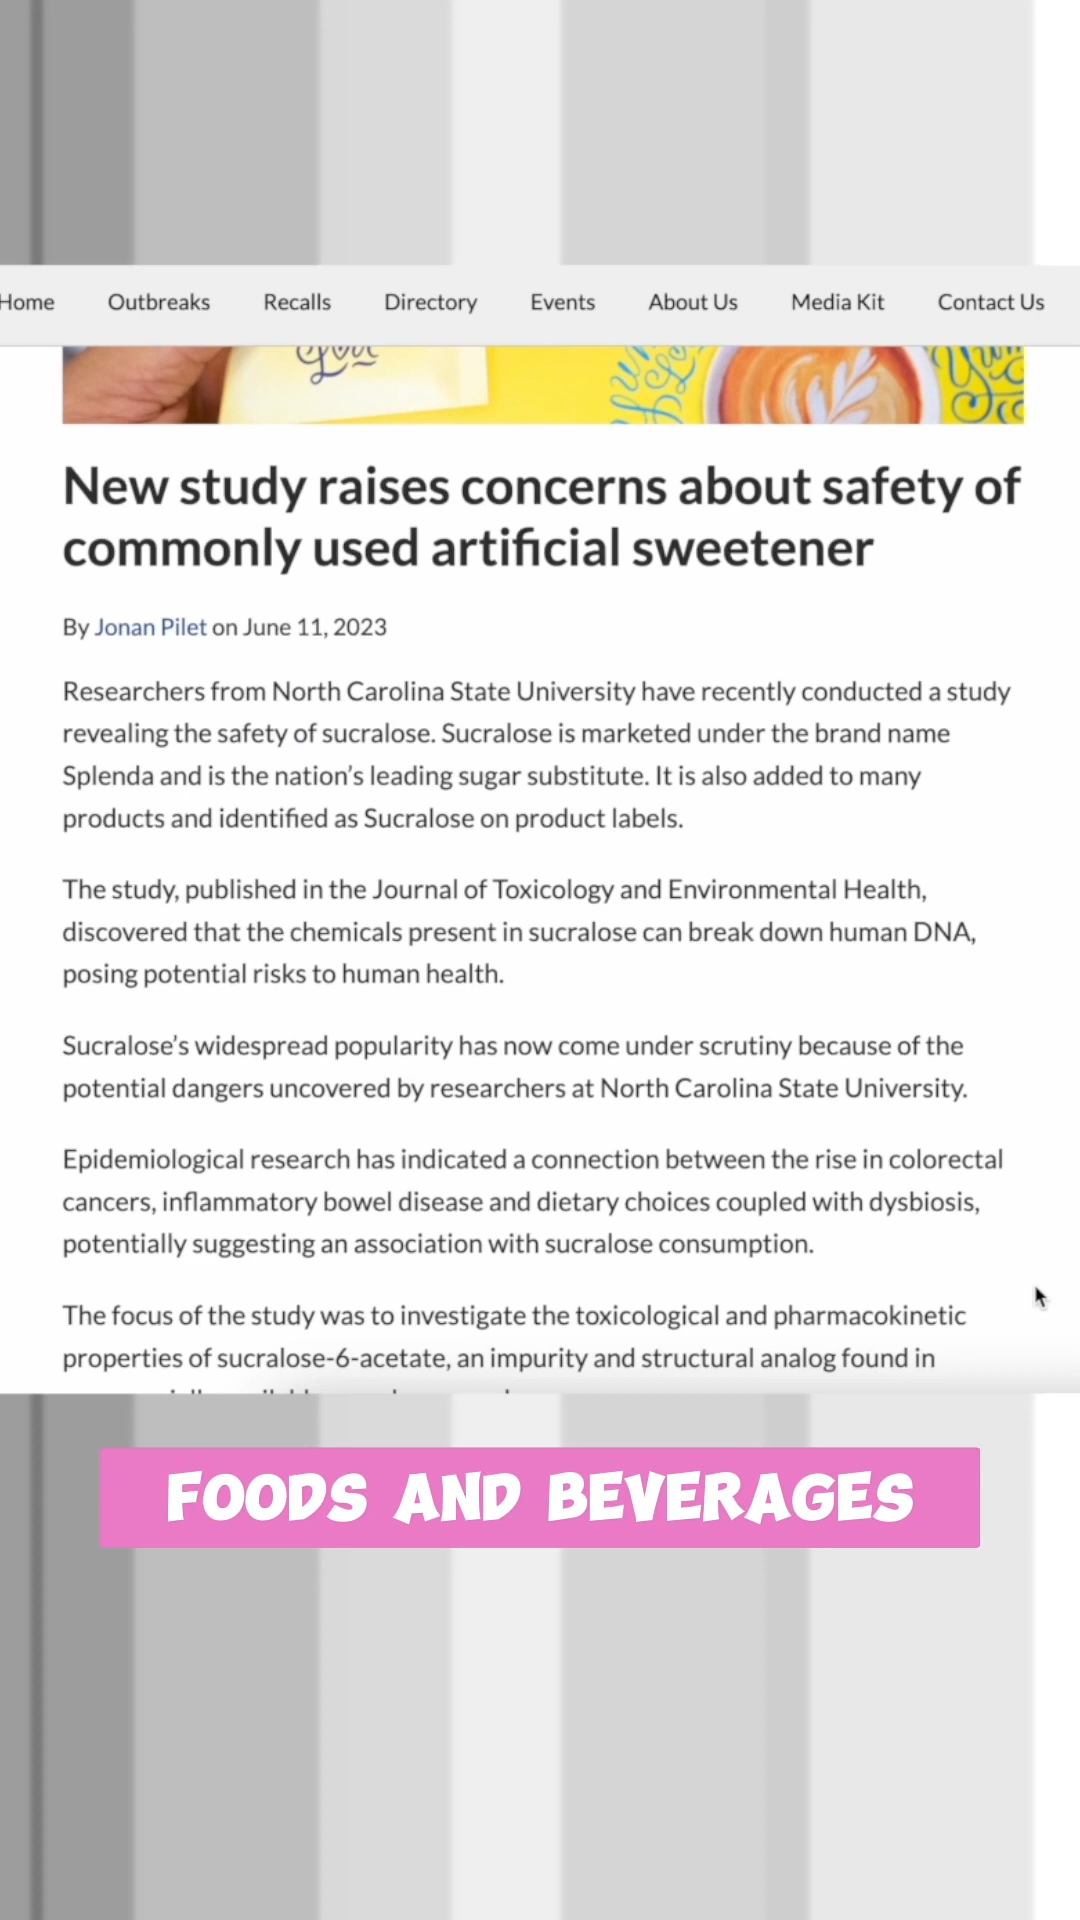 Home Outbreaks Recalls Directory Events About Us Media Kit Contact Us
New study raises concerns about safety of
commonly used artificial sweetener
By Jonan Pilet on June 11, 2023
Researchers from North Carolina State University have recently conducted a study
revealing the safety of sucralose. Sucralose is marketed under the brand name
Splenda and is the nation’s leading sugar substitute. It is also added to many
products and identified as Sucralose on product labels.
The study, published in the Journal of Toxicology and Environmental Health,
discovered that the chemicals present in sucralose can break down human DNA,
posing potential risks to human health.
Sucralose’s widespread popularity has now come under scrutiny because of the
potential dangers uncovered by researchers at North Carolina State University.
Epidemiological research has indicated a connection between the rise in colorectal
cancers, inflammatory bowel disease and dietary choices coupled with dysbiosis,
potentially suggesting an association with sucralose consumption.
The focus of the study was to investigate the toxicological and pharmacokinetic
properties of sucralose-6-acetate, an impurity and structural analog found in
FOODS AND BEVERAGES